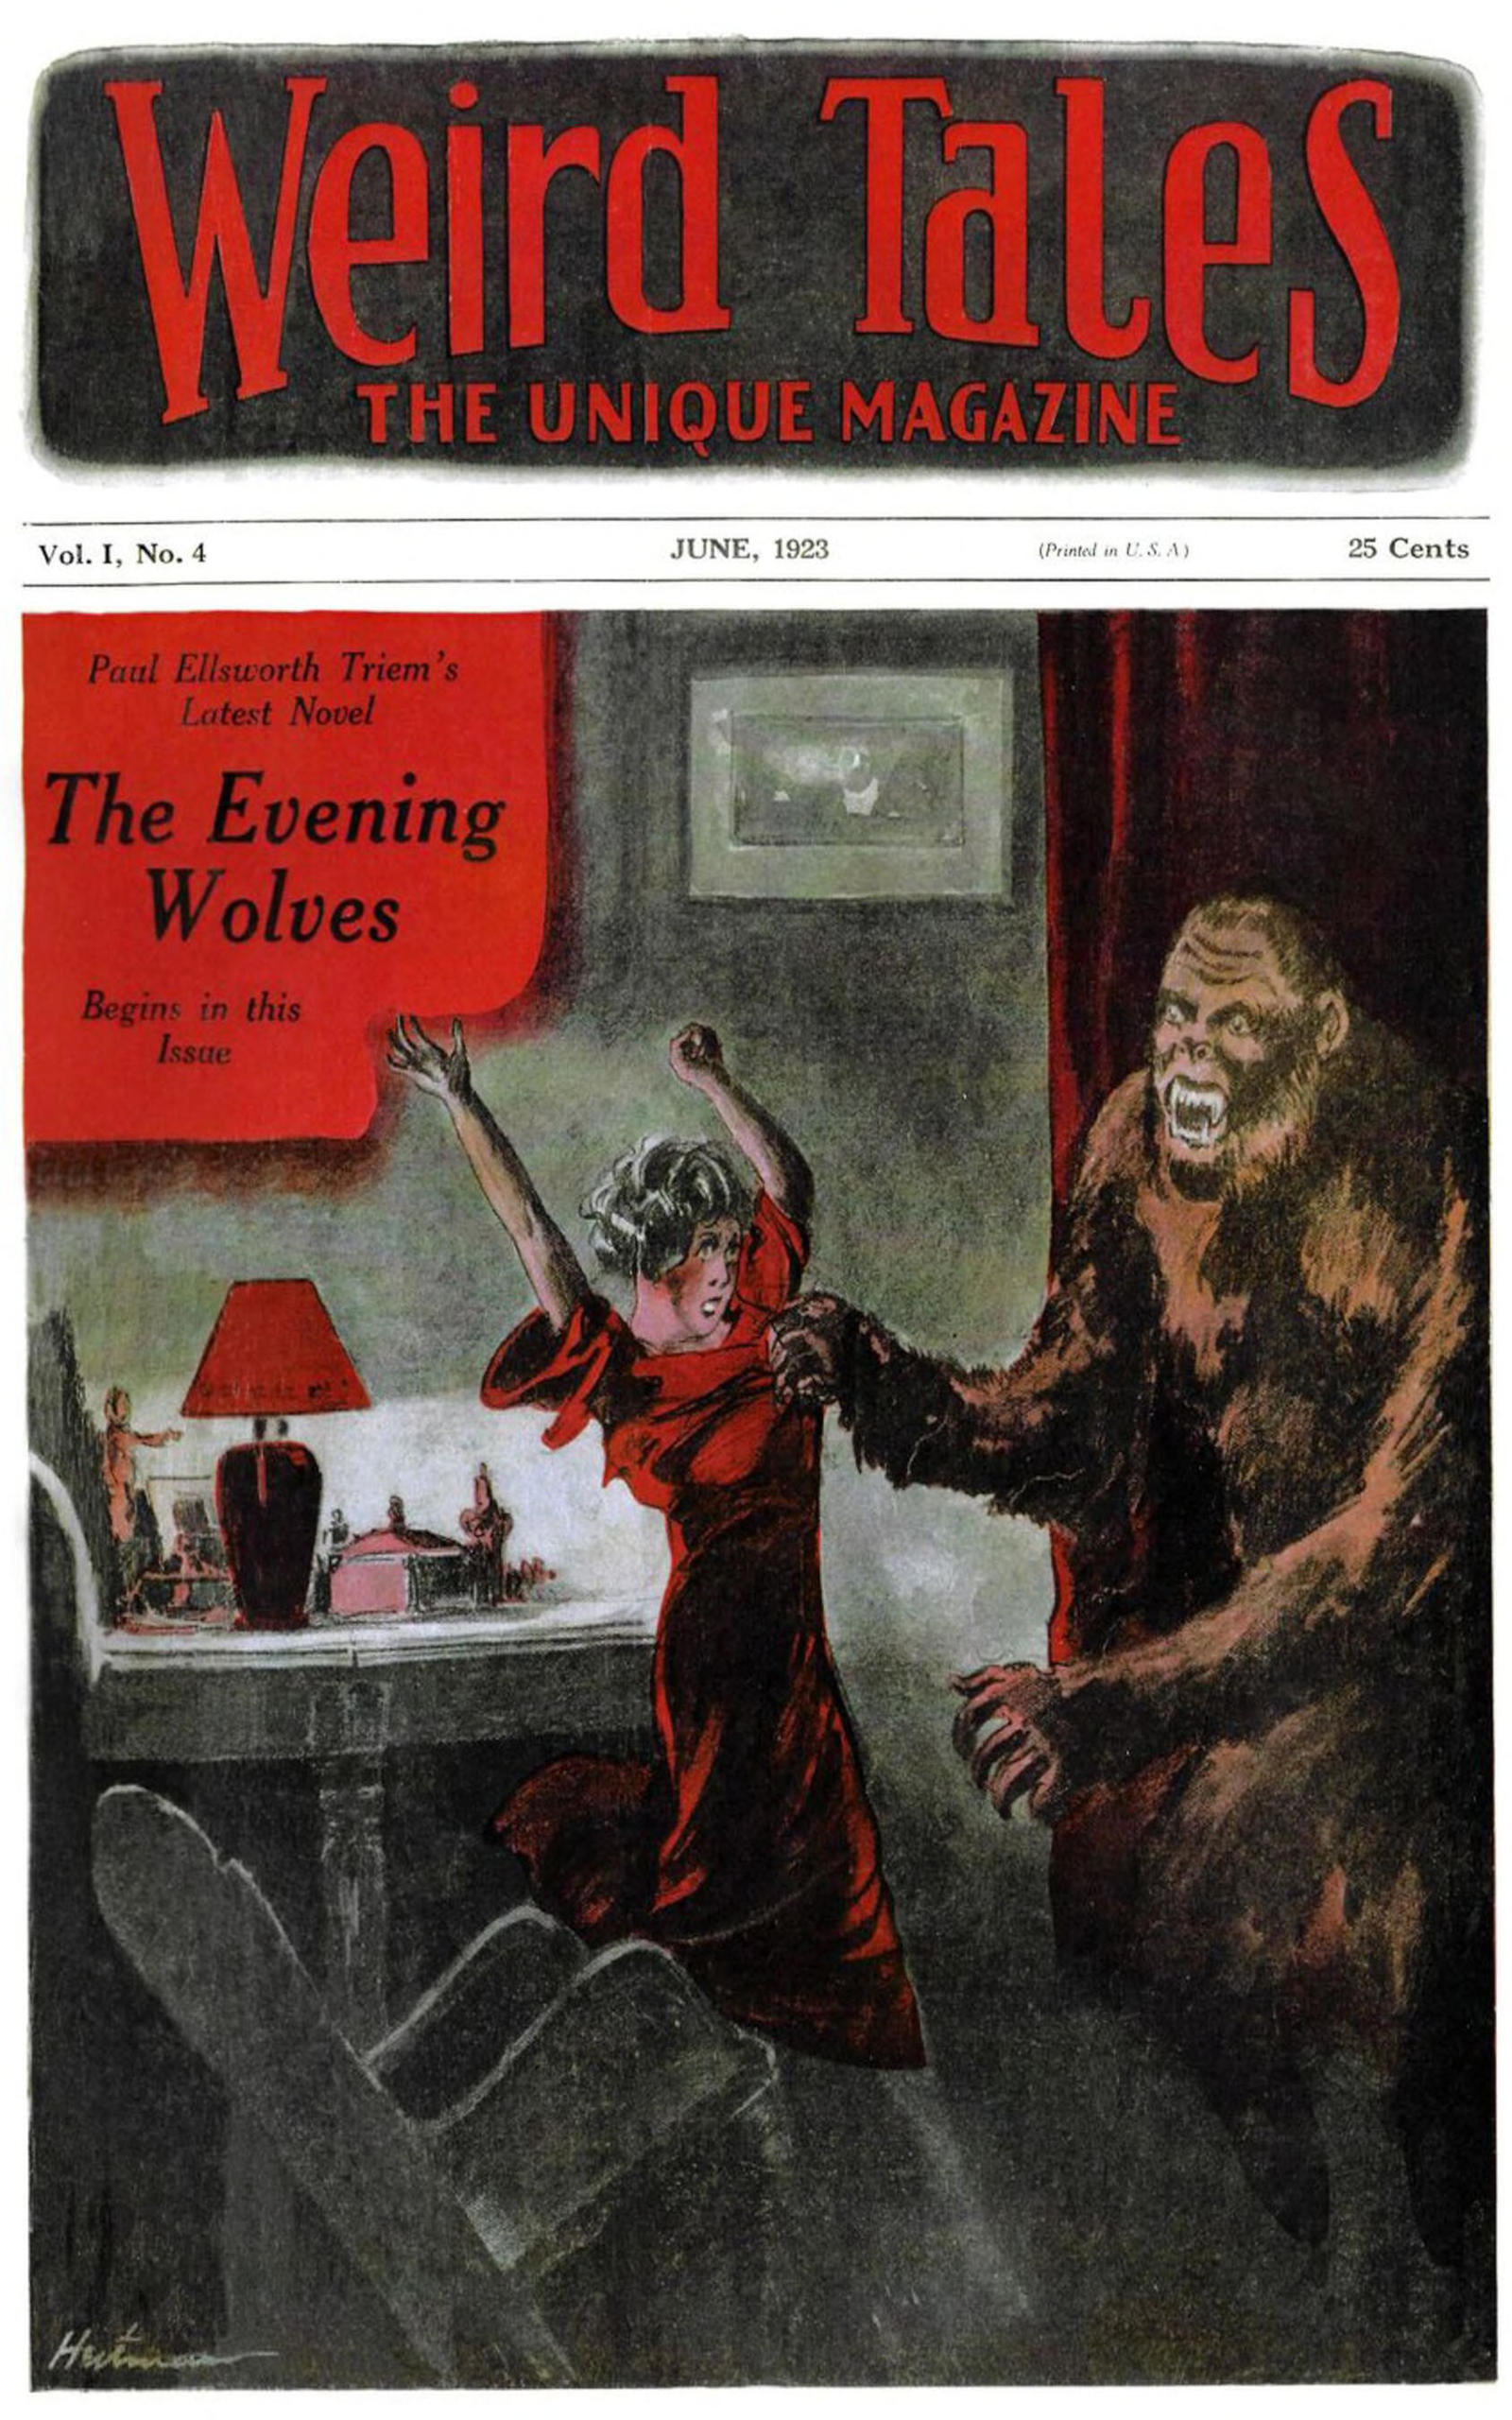 Weird Tales
THE UNIQUE MAGAZINE
Vol. I, No. 4 JUNE, 1923 (Printed in U. S. A) 25 Cents
Paul Ellsworth Triem's
Latest Novel
The Evening
Wolves
Begins in this
Issue